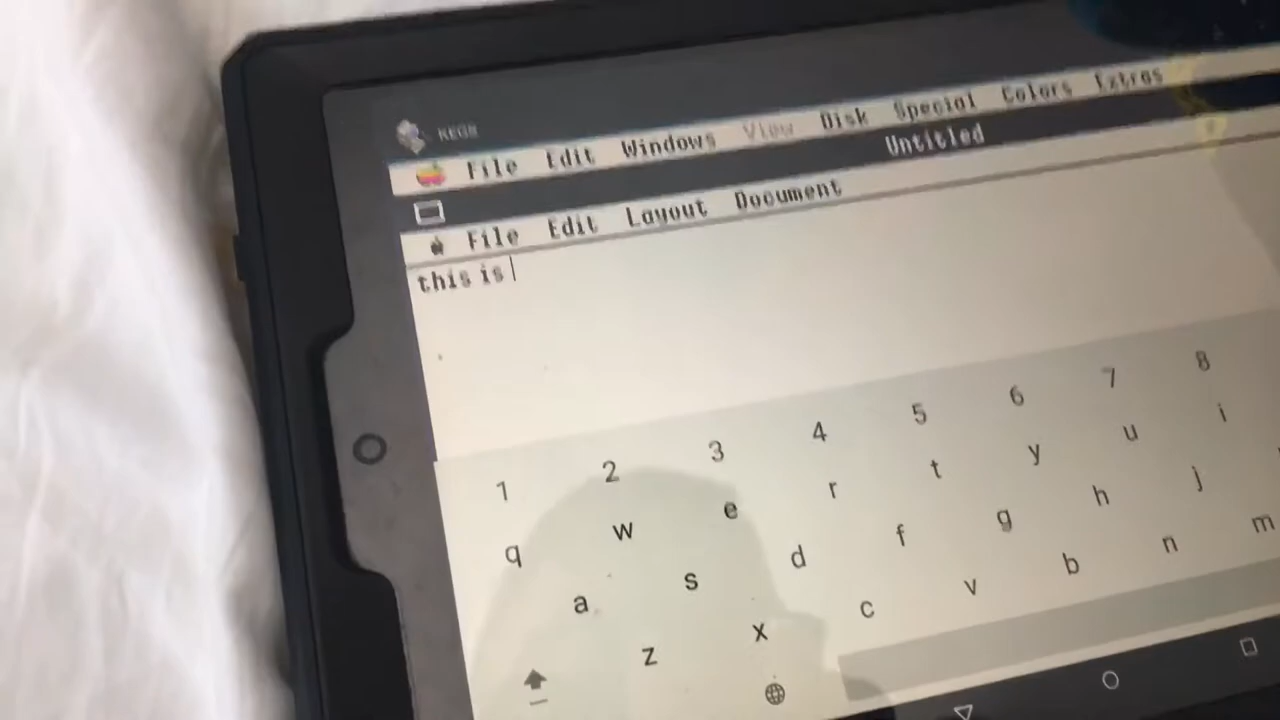 KEGS
File Edit Windows View Disk Special Colors Extras
Untitled
File Edit Layout Document
this is
1 2 3 4 5 6 7 8
q w e r t y u i
a s d f g h j
z x c v b n m